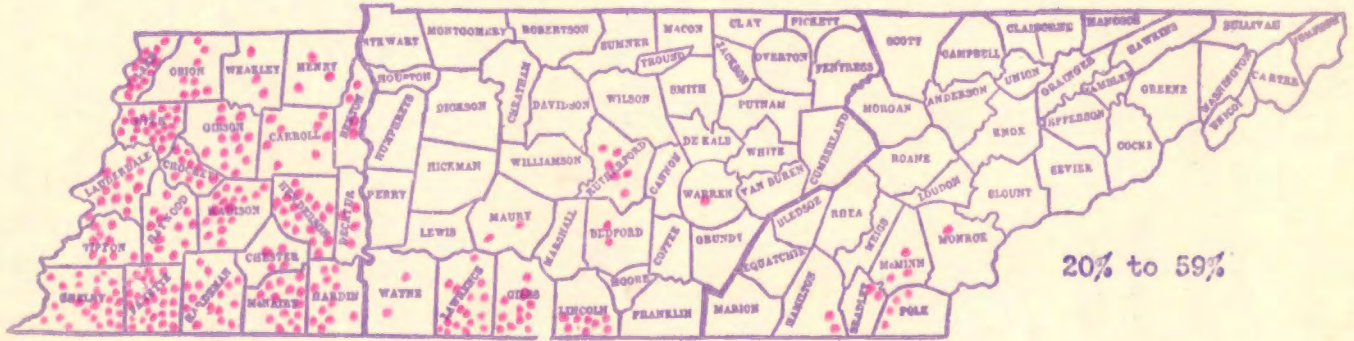 STEWART MONTGOMERY ROBERTSON SUMNER MACON CLAY PICKETT SCOTT CAMPBELL CLAIBORNE HANCOCK HAWKINS SULLIVAN JOHNSON
LAKE OBION WEAKLEY HENRY HOUSTON CHEATHAM TROUSD JACKSON OVERTON FENTRESS UNION GRAINGER HAMBLEN WASHINGTON CARTER
BENTON HUMPHREYS DICKSON DAVIDSON WILSON SMITH PUTNAM MORGAN ANDERSON GREENE UNICOI
DYER GIBSON CARROLL DE KALB WHITE CUMBERLAND KNOX JEFFERSON COCKE
LAUDERDALE CROCKETT HICKMAN WILLIAMSON RUTHERFORD CANNON WARREN VAN BUREN ROANE LOUDON BLOUNT SEVIER
TIPTON HAYWOOD MADISON HENDERSON DECATUR PERRY LEWIS MAURY MARSHALL BEDFORD COFFEE GRUNDY BLEDSOE RHEA MEIGS MCMINN MONROE
CHESTER MOORE SEQUATCHIE
20% to 59%
SHELBY FAYETTE HARDEMAN McNAIRY HARDIN WAYNE LAWRENCE GILES LINCOLN FRANKLIN MARION HAMILTON BRADLEY POLK